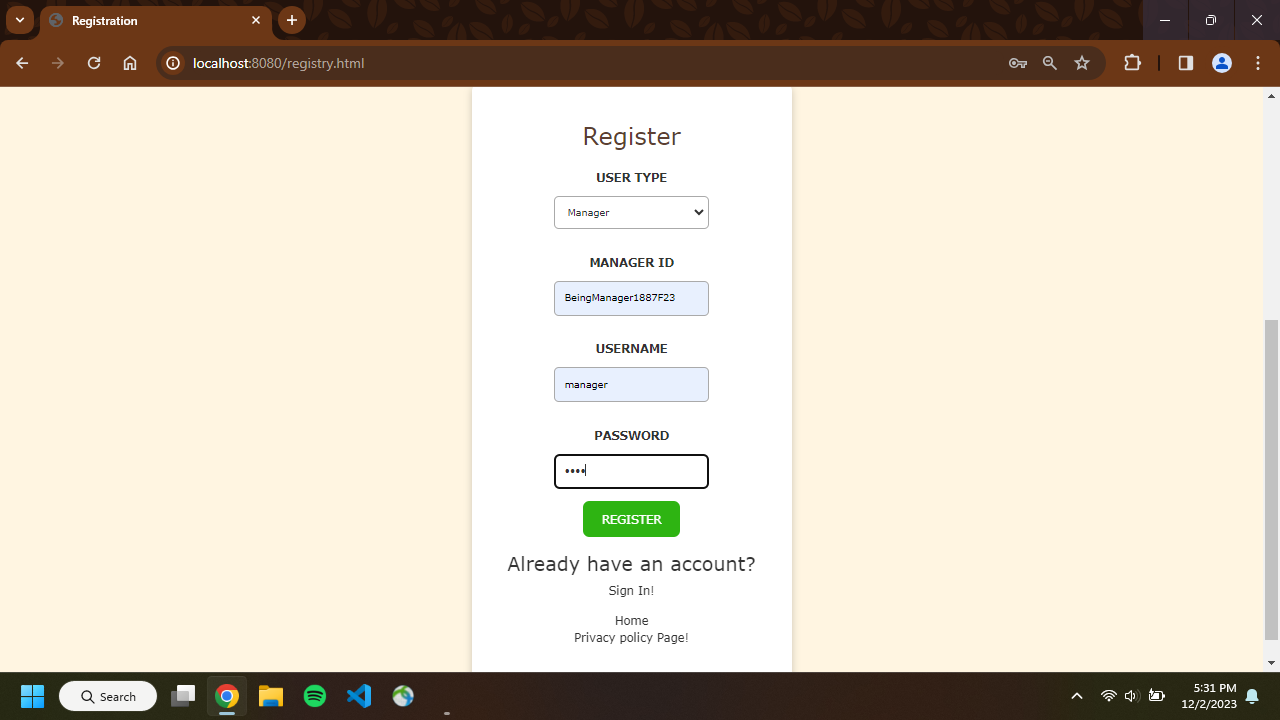 Registration
localhost:8080/registry.html
Register
USER TYPE
Manager
MANAGER ID
BeingManager1887F23
USERNAME
manager
PASSWORD
••••
REGISTER
Already have an account?
Sign In!
Home
Privacy policy Page!
Search
5:31 PM
12/2/2023